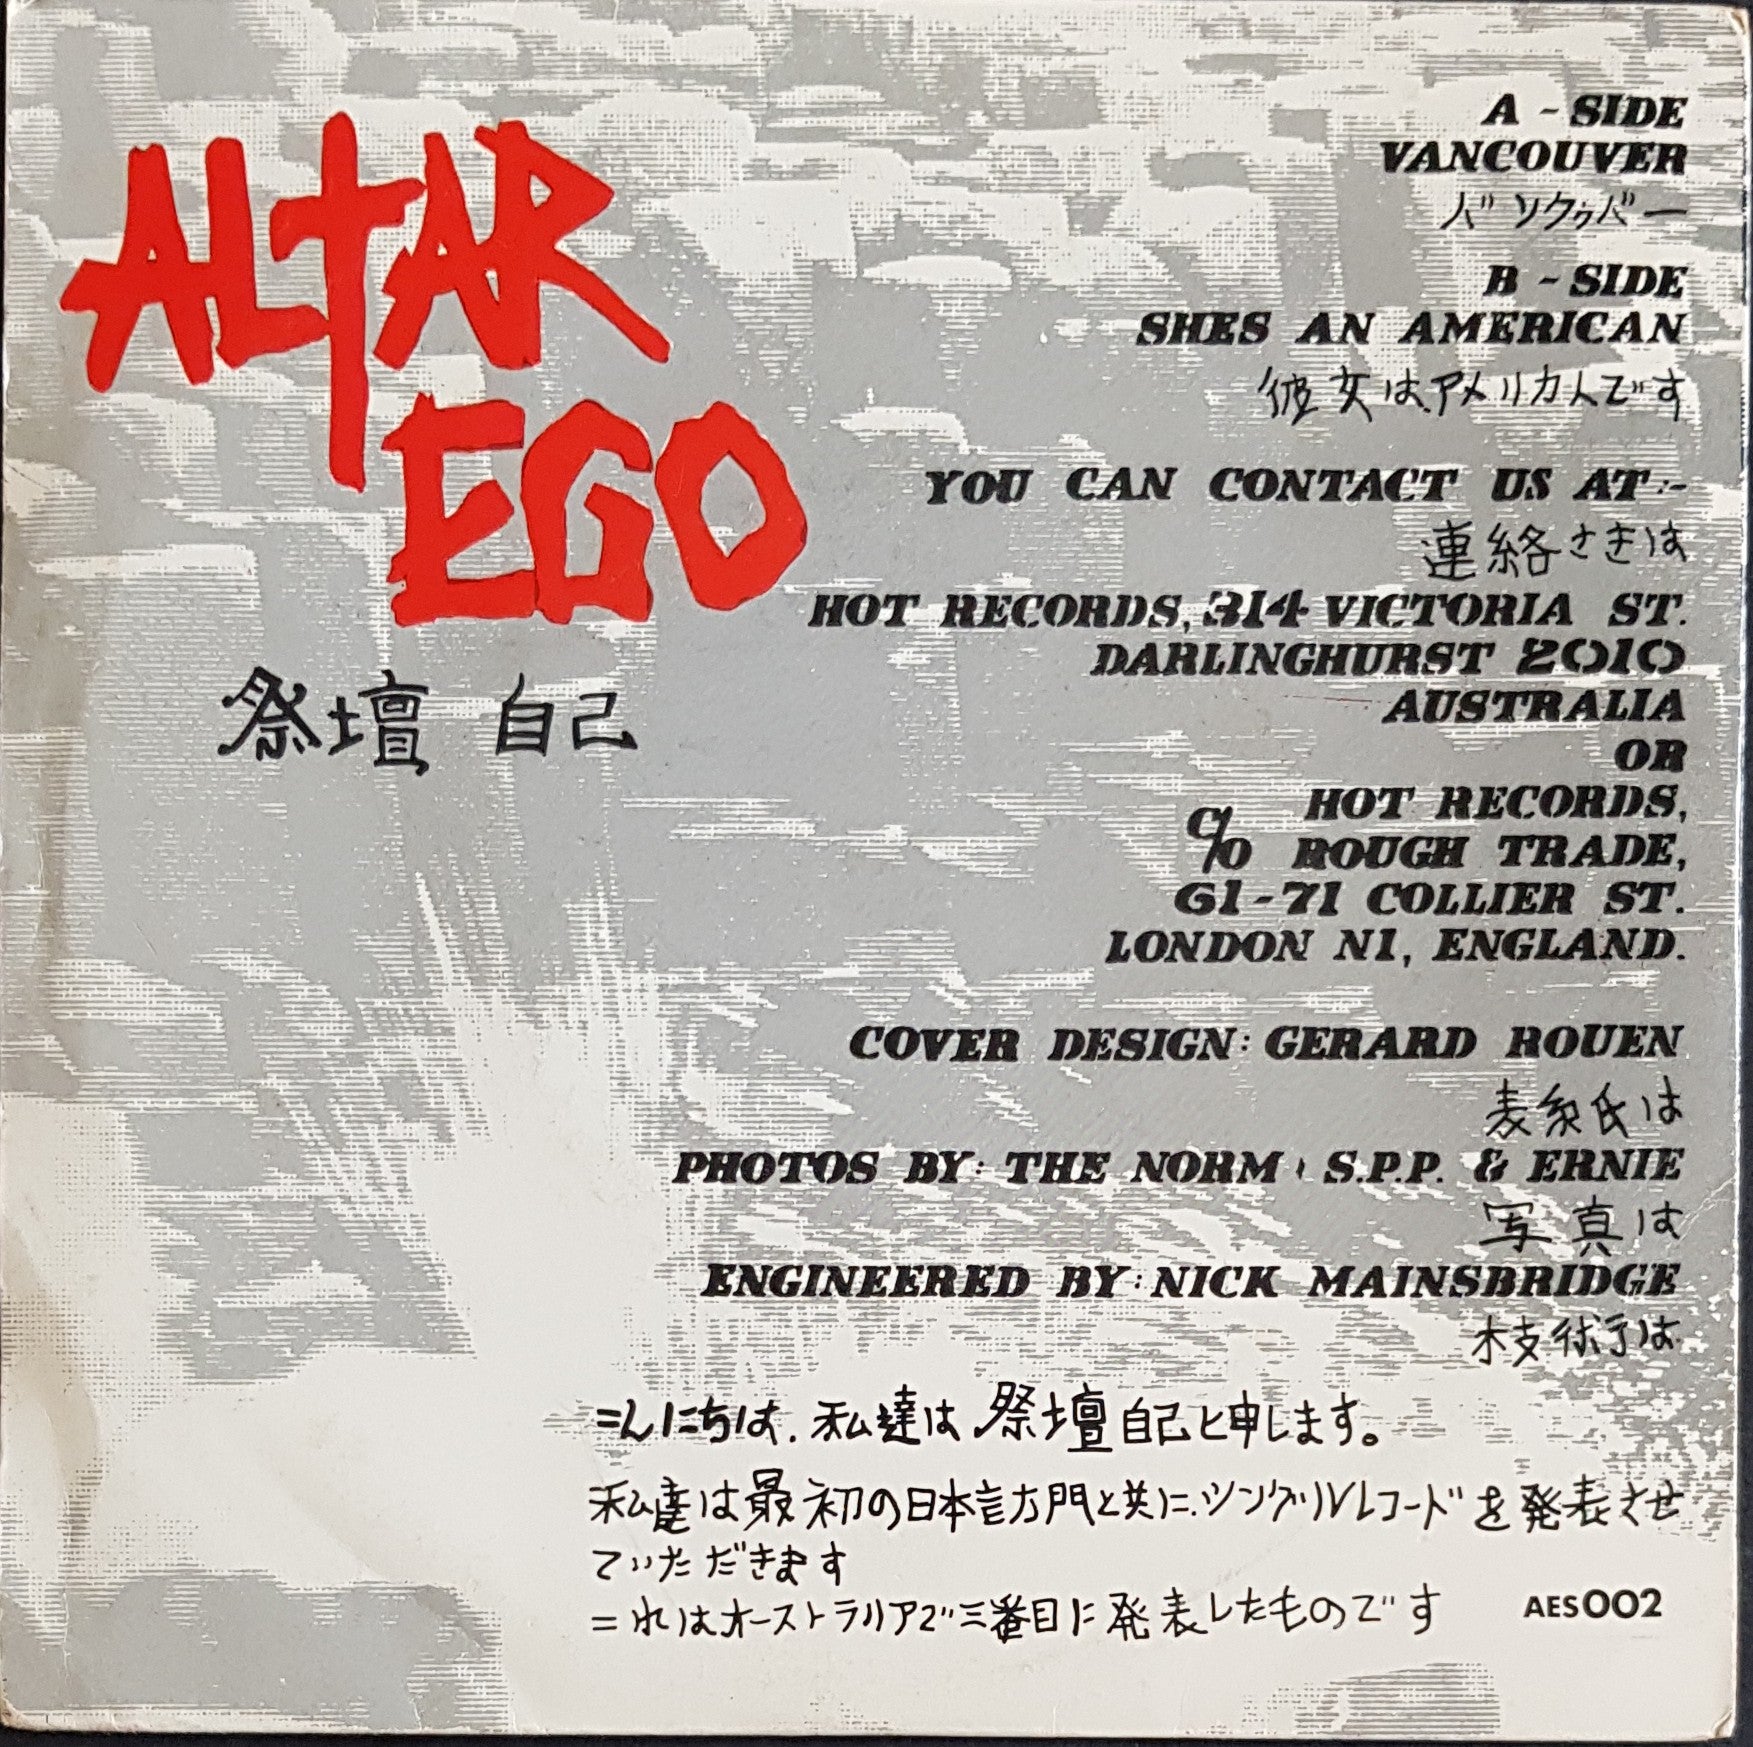 ALTAR
EGO
祭壇 自己
A - SIDE
VANCOUVER
バンクゥバー
B - SIDE
SHES AN AMERICAN
彼女は、アメリカ人です
YOU CAN CONTACT US AT:-
連絡さきは
HOT RECORDS, 314 VICTORIA ST.
DARLINGHURST 2010
AUSTRALIA
OR
HOT RECORDS,
c/o ROUGH TRADE,
61-71 COLLIER ST.
LONDON N1, ENGLAND.
COVER DESIGN: GERARD ROUEN
表紙は
PHOTOS BY: THE NORM, S.P.P. & ERNIE
写真は
ENGINEERED BY: NICK MAINSBRIDGE
は
こんにちは、私達は祭壇自己と申します。
私達は最初の日本言方門と共に、シングルレコードを発表させ
ていただきます
これはオーストラリアで三番目に発表したものです
AES002